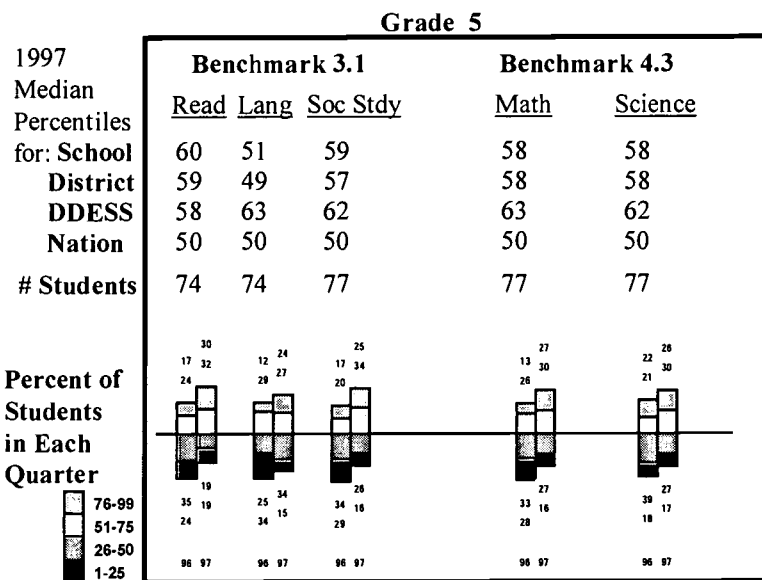 Grade 5
1997
Median
Percentiles
for: School
District
DDESS
Nation
# Students
Benchmark 3.1 Benchmark 4.3
Read Lang Soc Stdy Math Science
60 51 59 58 58
59 49 57 58 58
58 63 62 63 62
50 50 50 50 50
74 74 77 77 77
Percent of
Students
in Each
Quarter
76-99
51-75
26-50
1-25
30 24 25 27 26
17 12 17 13 22
32 27 34 30 30
24 29 20 26 21
19 34 26 27 27
35 25 34 33 39
19 15 16 16 17
24 34 29 28 18
96 97 96 97 96 97 96 97 96 97